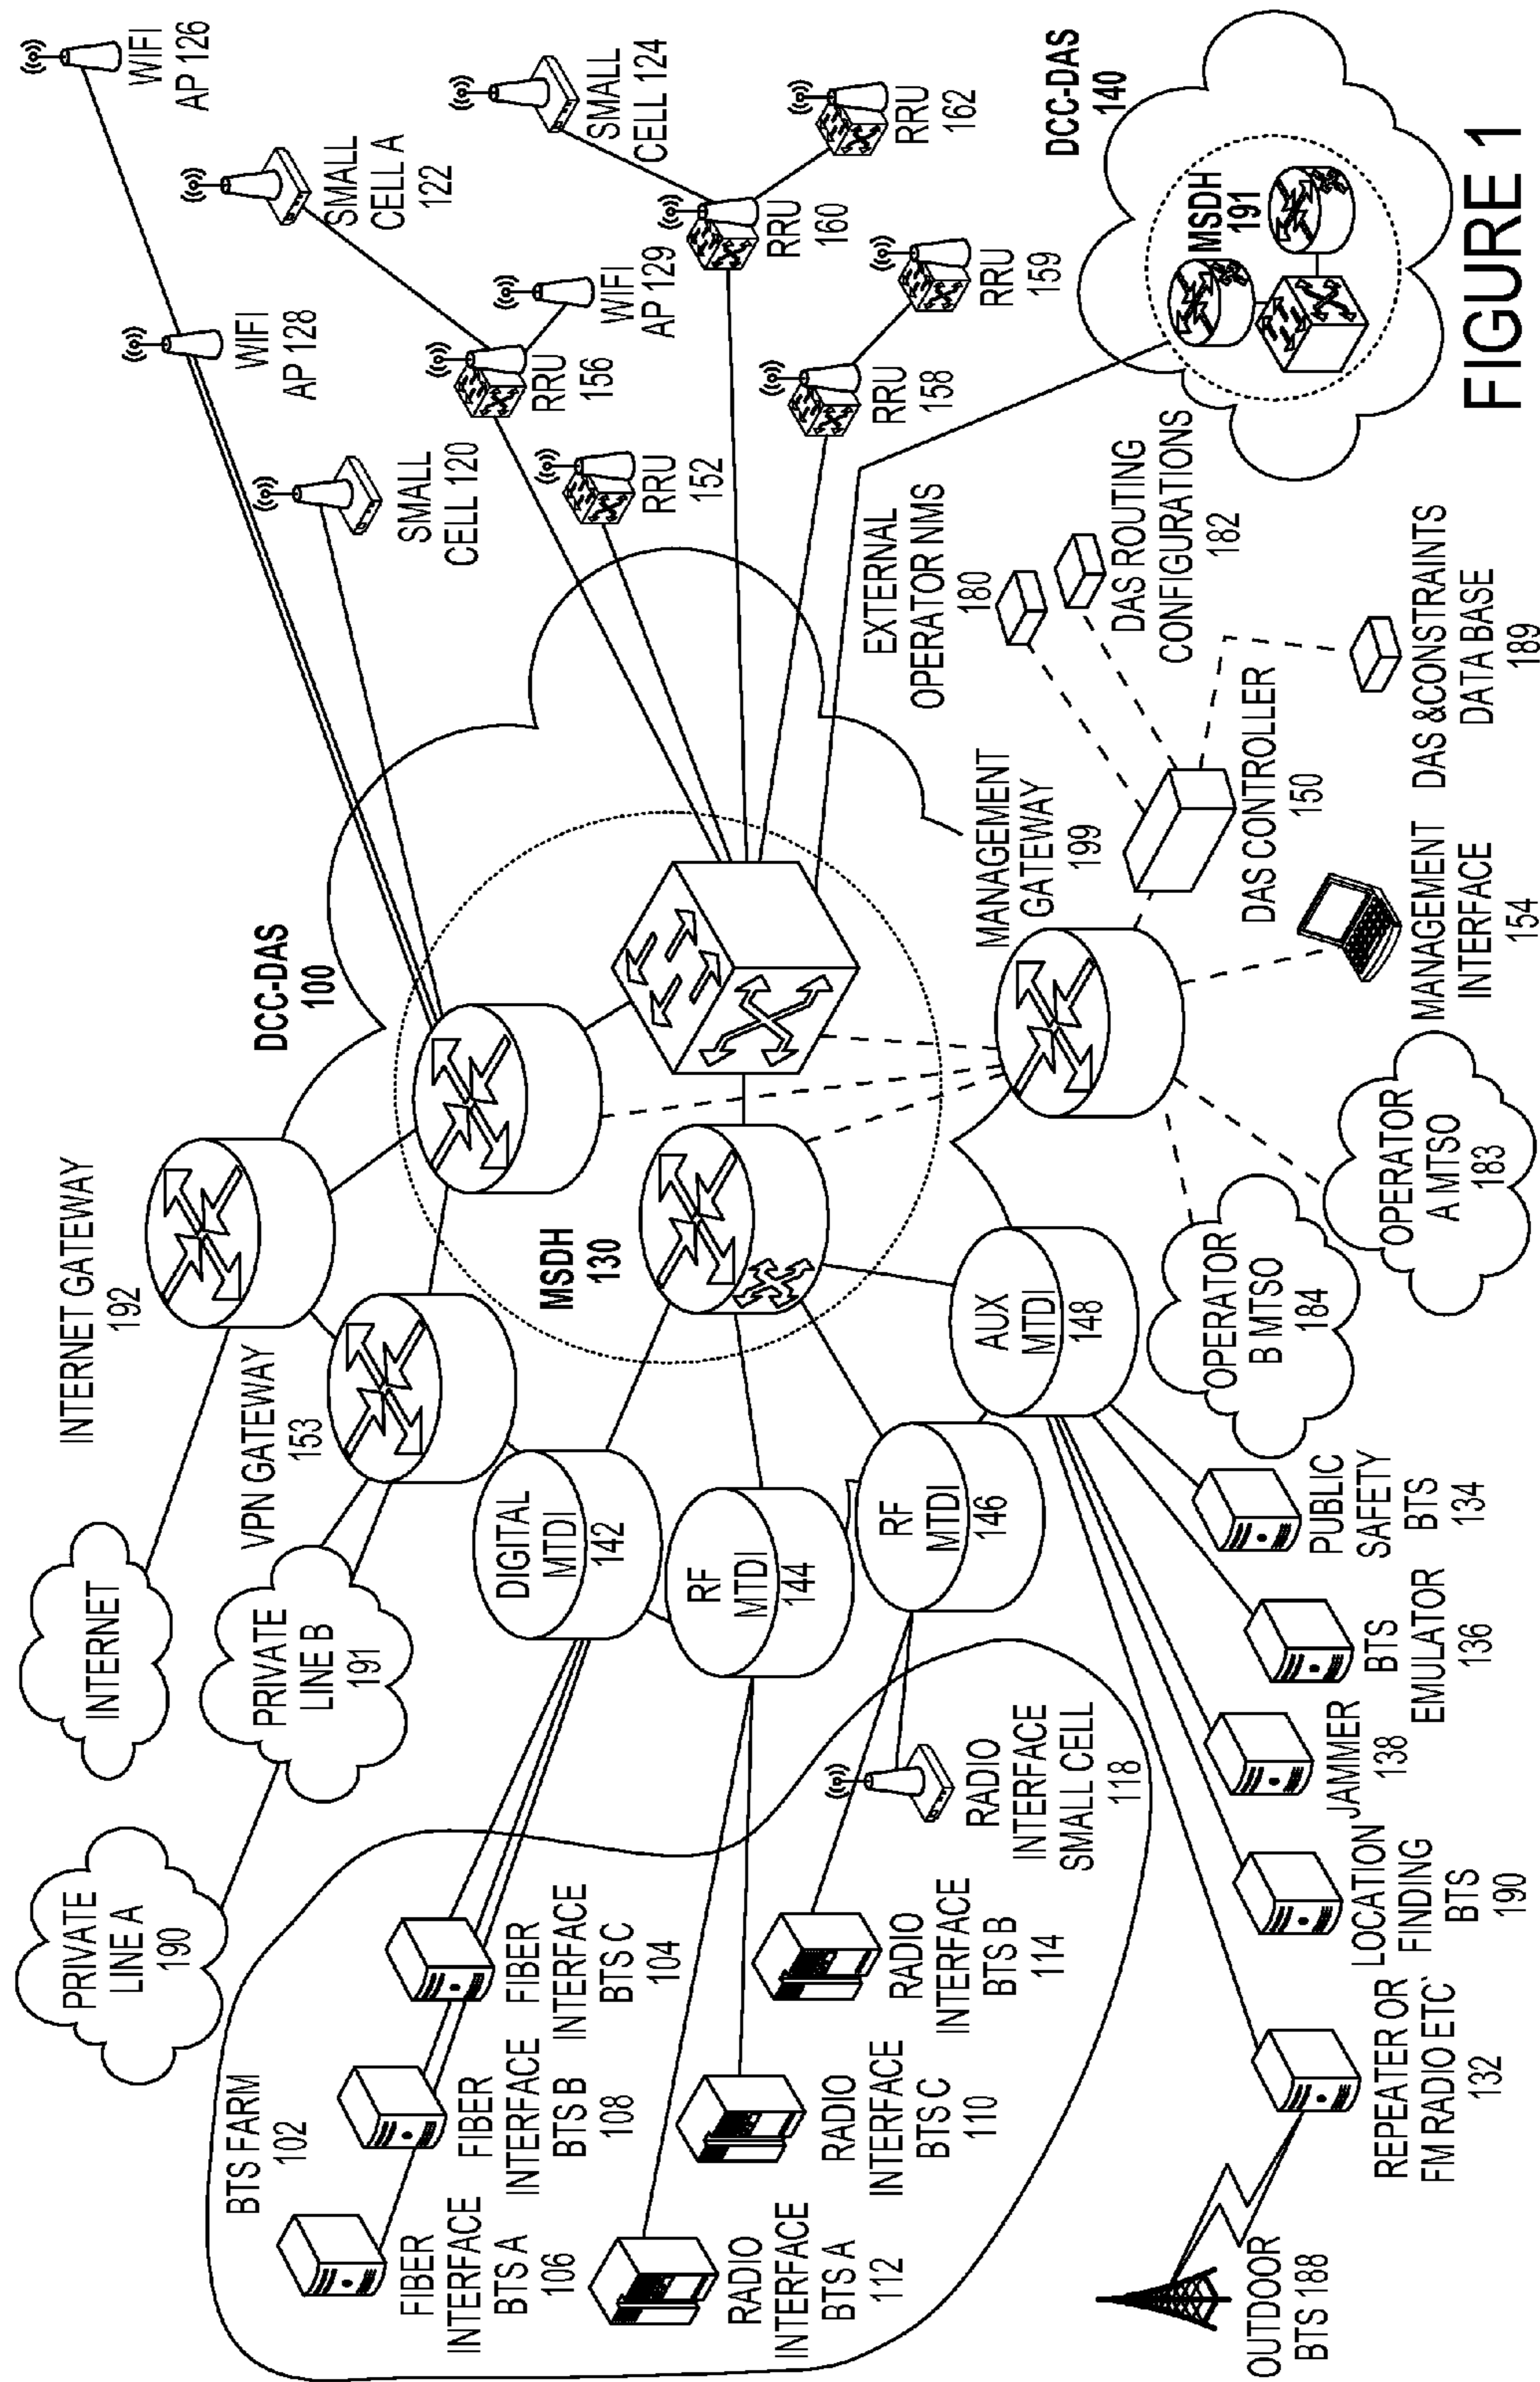 INTERNET GATEWAY
192
INTERNET
VPN GATEWAY
153
PRIVATE
LINE B
191
PRIVATE
LINE A
190
DCC-DAS
100
MSDH
130
DIGITAL
MTDI
142
RF
MTDI
144
RF
MTDI
146
AUX
MTDI
148
BTS FARM
102
FIBER
INTERFACE
BTS A
106
FIBER
INTERFACE
BTS B
108
FIBER
INTERFACE
BTS C
104
RADIO
INTERFACE
BTS A
112
RADIO
INTERFACE
BTS C
110
RADIO
INTERFACE
BTS B
114
RADIO
INTERFACE
SMALL CELL
118
OUTDOOR
BTS 188
REPEATER OR
FM RADIO ETC`
132
LOCATION
FINDING
BTS
190
JAMMER
138
BTS
EMULATOR
136
PUBLIC
SAFETY
BTS
134
OPERATOR
B MTSO
184
OPERATOR
A MTSO
183
MANAGEMENT
GATEWAY
199
MANAGEMENT
INTERFACE
154
DAS CONTROLLER
150
DAS &CONSTRAINTS
DATA BASE
189
EXTERNAL
OPERATOR NMS
180
DAS ROUTING
CONFIGURATIONS
182
SMALL
CELL 120
WIFI
AP 128
SMALL
CELL A
122
WIFI
AP 126
RRU
152
RRU
156
WIFI
AP 129
SMALL
CELL 124
RRU
160
RRU
162
RRU
158
RRU
159
DCC-DAS
140
MSDH
191
FIGURE 1